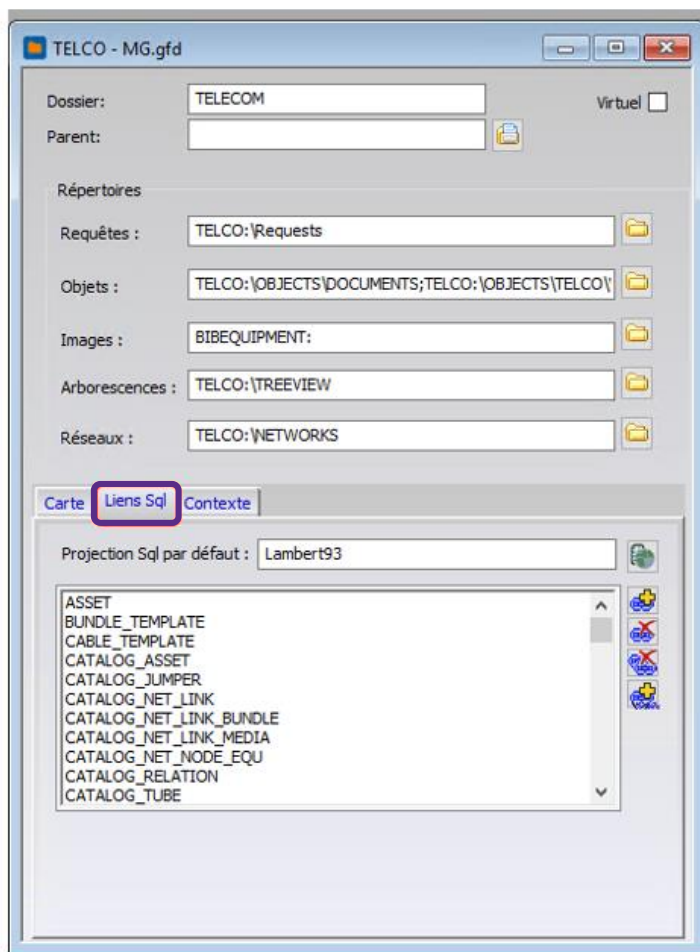 TELCO - MG.gfd
Dossier: TELECOM Virtuel
Parent:
Répertoires
Requêtes : TELCO:\Requests
Objets : TELCO:\OBJECTS\DOCUMENTS;TELCO:\OBJECTS\TELCO\
Images : BIBEQUIPMENT:
Arborescences : TELCO:\TREEVIEW
Réseaux : TELCO:\NETWORKS
Carte Liens Sql Contexte
Projection Sql par défaut : Lambert93
ASSET
BUNDLE_TEMPLATE
CABLE_TEMPLATE
CATALOG_ASSET
CATALOG_JUMPER
CATALOG_NET_LINK
CATALOG_NET_LINK_BUNDLE
CATALOG_NET_LINK_MEDIA
CATALOG_NET_NODE_EQU
CATALOG_RELATION
CATALOG_TUBE